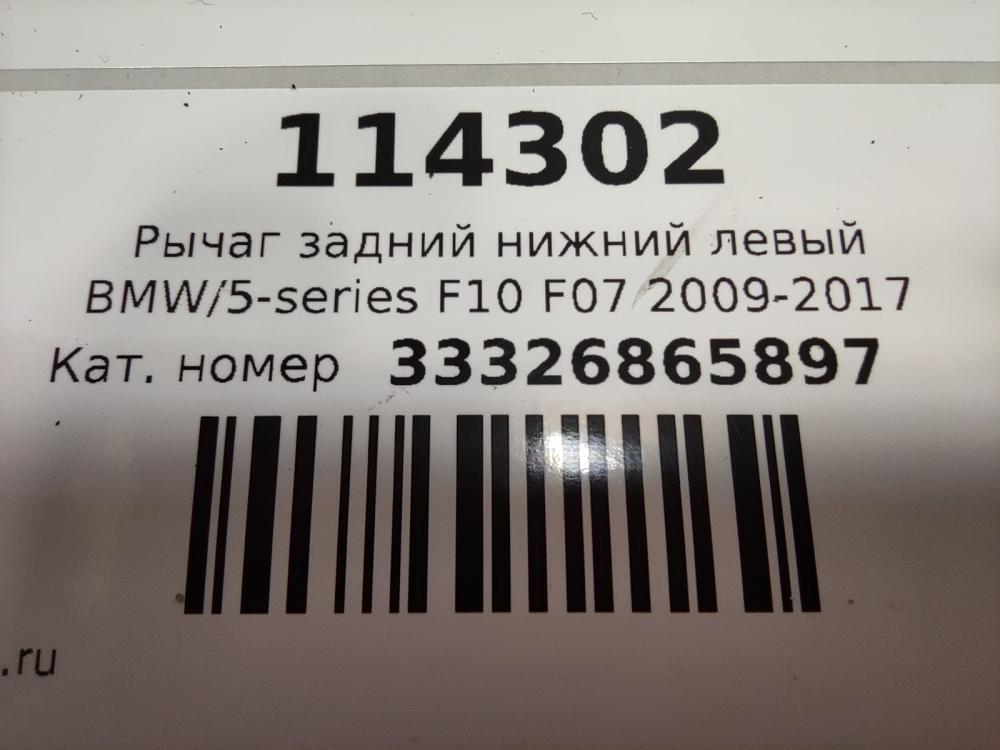 114302
Рычаг задний нижний левый
BMW/5-series F10 F07 2009-2017
Кат. номер 33326865897
.ru